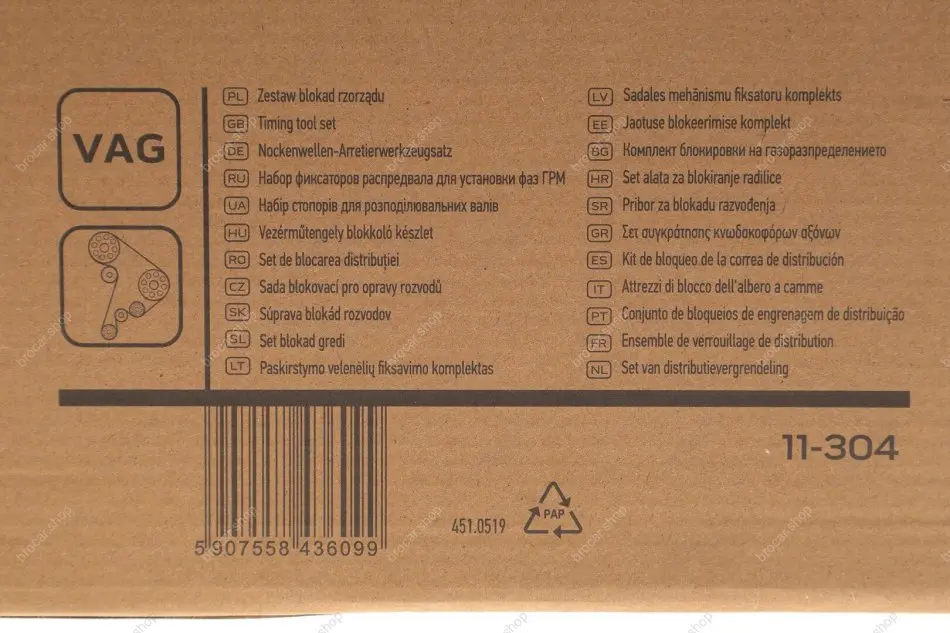 VAG
PL Zestaw blokad rzorządu
GB Timing tool set
DE Nockenwellen-Arretierwerkzeugsatz
RU Набор фиксаторов распредвала для установки фаз ГРМ
UA Набір стопорів для розподілювальних валів
HU Vezérműtengely blokkoló készlet
RO Set de blocarea distribuției
CZ Sada blokovací pro opravy rozvodů
SK Súprava blokád rozvodov
SL Set blokad gredi
LT Paskirstymo velenėlių fiksavimo komplektas
LV Sadales mehānismu fiksatoru komplekts
EE Jaotuse blokeerimise komplekt
BG Комплект блокировки на газоразпределението
HR Set alata za blokiranje radilice
SR Pribor za blokadu razvođenja
GR Σετ συγκράτησης κνωδακοφόρων αξόνων
ES Kit de bloqueo de la correa de distribución
IT Attrezzi di blocco dell'albero a camme
PT Conjunto de bloqueios de engrenagem de distribuição
FR Ensemble de verrouillage de distribution
NL Set van distributievergrendeling
11-304
451.0519
PAP
5 907558 436099
brocar.shop